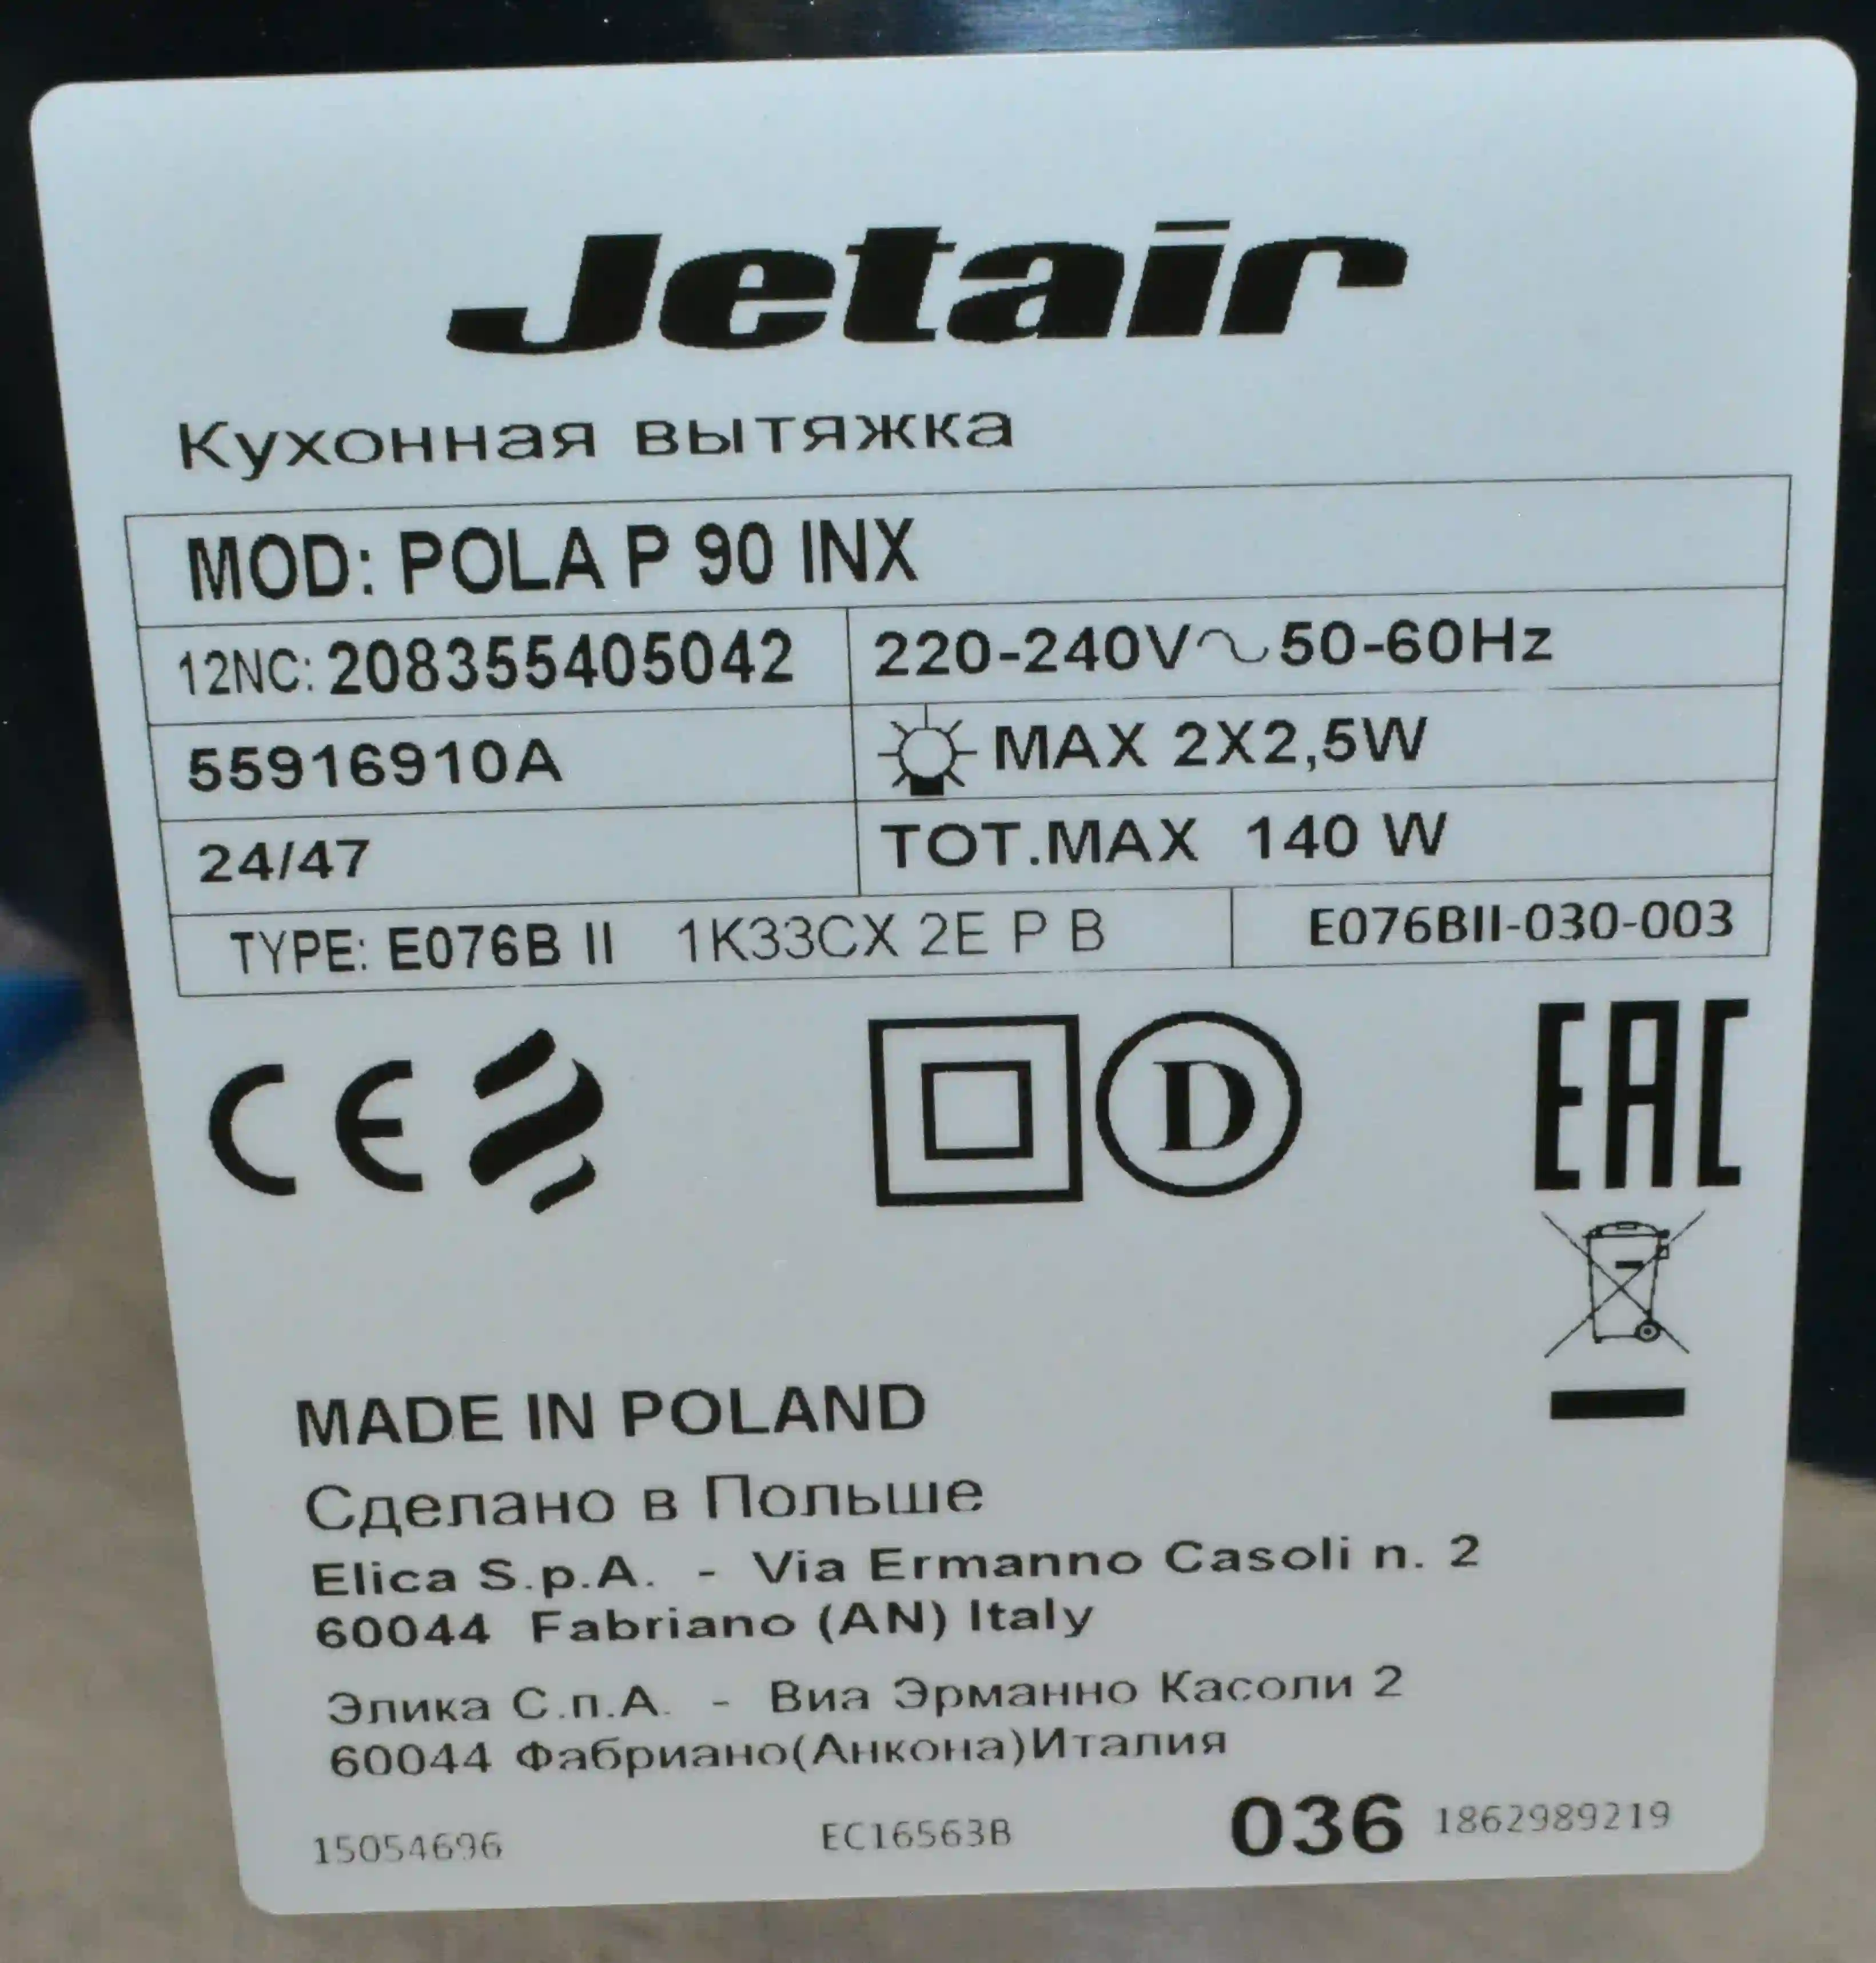 Jetair
Кухонная вытяжка
MOD: POLA P 90 INX
12NC: 208355405042 220-240V~50-60Hz
55916910A MAX 2X2,5W
24/47 TOT.MAX 140 W
TYPE: E076B II 1K33CX 2E P B E076BII-030-003
CE D EAC
MADE IN POLAND
Сделано в Польше
Elica S.p.A. - Via Ermanno Casoli n. 2
60044 Fabriano (AN) Italy
Элика С.п.А. - Виа Эрманно Касоли 2
60044 Фабриано(Анкона)Италия
15054696 EC16563B 036 1862989219